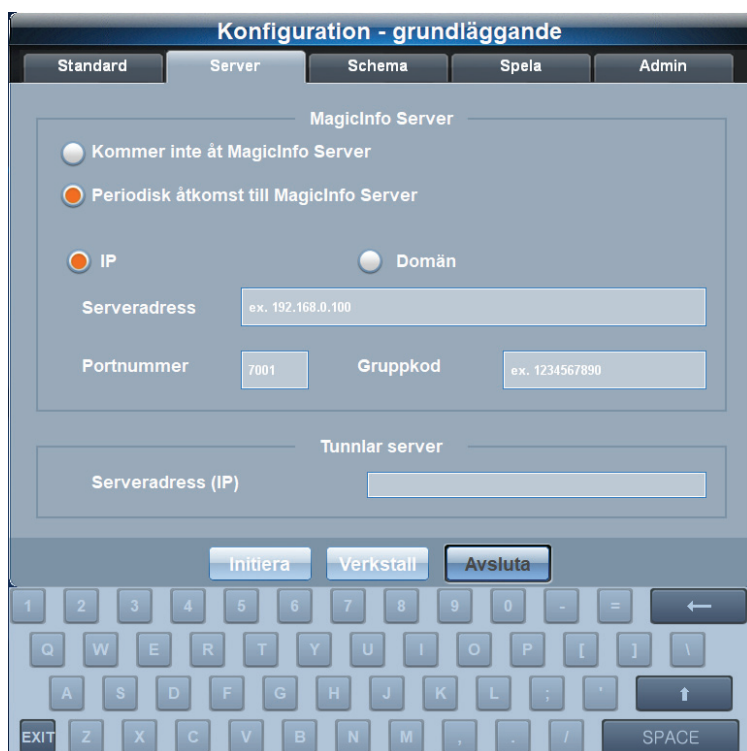 Konfiguration - grundläggande
Standard Server Schema Spela Admin
MagicInfo Server
Kommer inte åt MagicInfo Server
Periodisk åtkomst till MagicInfo Server
IP Domän
Serveradress ex. 192.168.0.100
Portnummer 7001 Gruppkod ex. 1234567890
Tunnlar server
Serveradress (IP)
Initiera Verkställ Avsluta
1 2 3 4 5 6 7 8 9 0 - = ←
Q W E R T Y U I O P [ ] \
A S D F G H J K L ; ' ↑
EXIT Z X C V B N M , . / SPACE